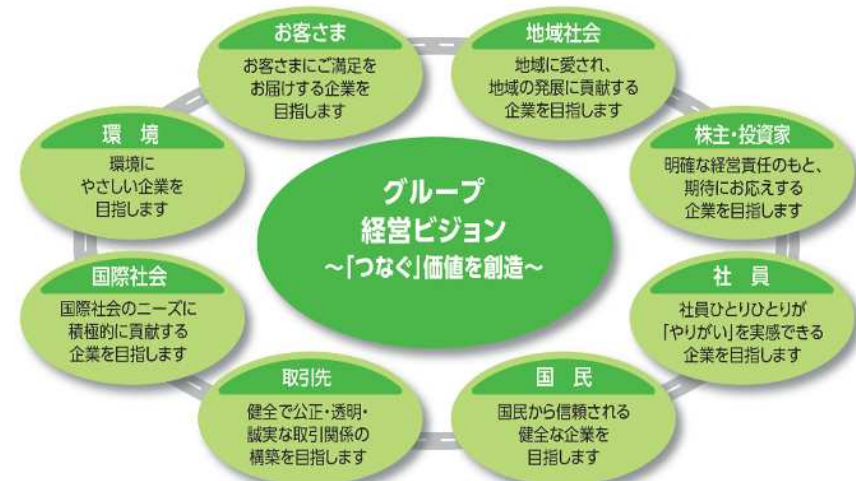 お客さま
お客さまにご満足を
お届けする企業を
目指します
地域社会
地域に愛され、
地域の発展に貢献する
企業を目指します
環 境
環境に
やさしい企業を
目指します
グループ
経営ビジョン
～「つなぐ」価値を創造～
株主・投資家
明確な経営責任のもと、
期待にお応えする
企業を目指します
国際社会
国際社会のニーズに
積極的に貢献する
企業を目指します
社 員
社員ひとりひとりが
「やりがい」を実感できる
企業を目指します
取引先
健全で公正・透明・
誠実な取引関係の
構築を目指します
国 民
国民から信頼される
健全な企業を
目指します